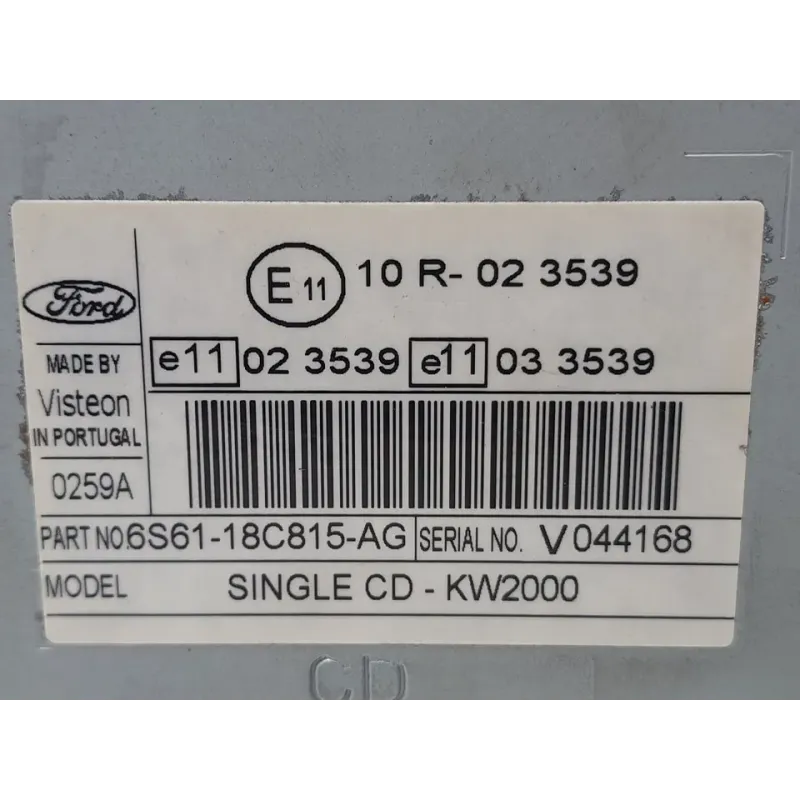 Ford
E 11 10 R- 02 3539
MADE BY
Visteon
IN PORTUGAL
0259A
e11 02 3539 e11 03 3539
PART NO. 6S61-18C815-AG SERIAL NO. V044168
MODEL SINGLE CD - KW2000
CD